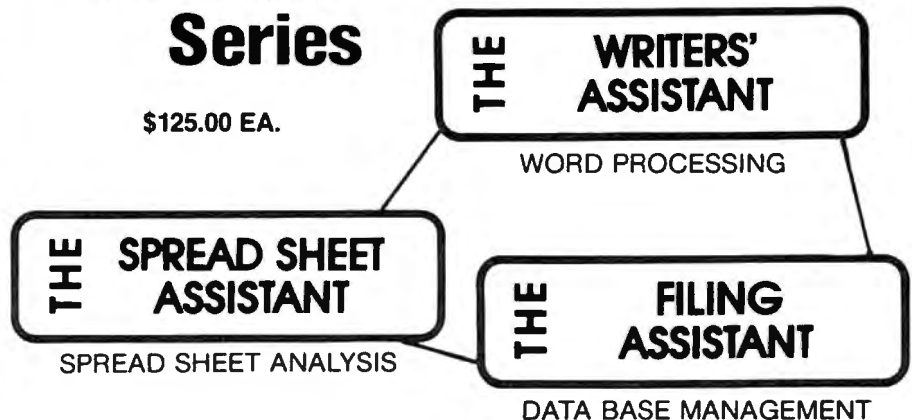 Series
$125.00 EA.
THE
WRITERS'
ASSISTANT
WORD PROCESSING
THE
SPREAD SHEET
ASSISTANT
SPREAD SHEET ANALYSIS
THE
FILING
ASSISTANT
DATA BASE MANAGEMENT